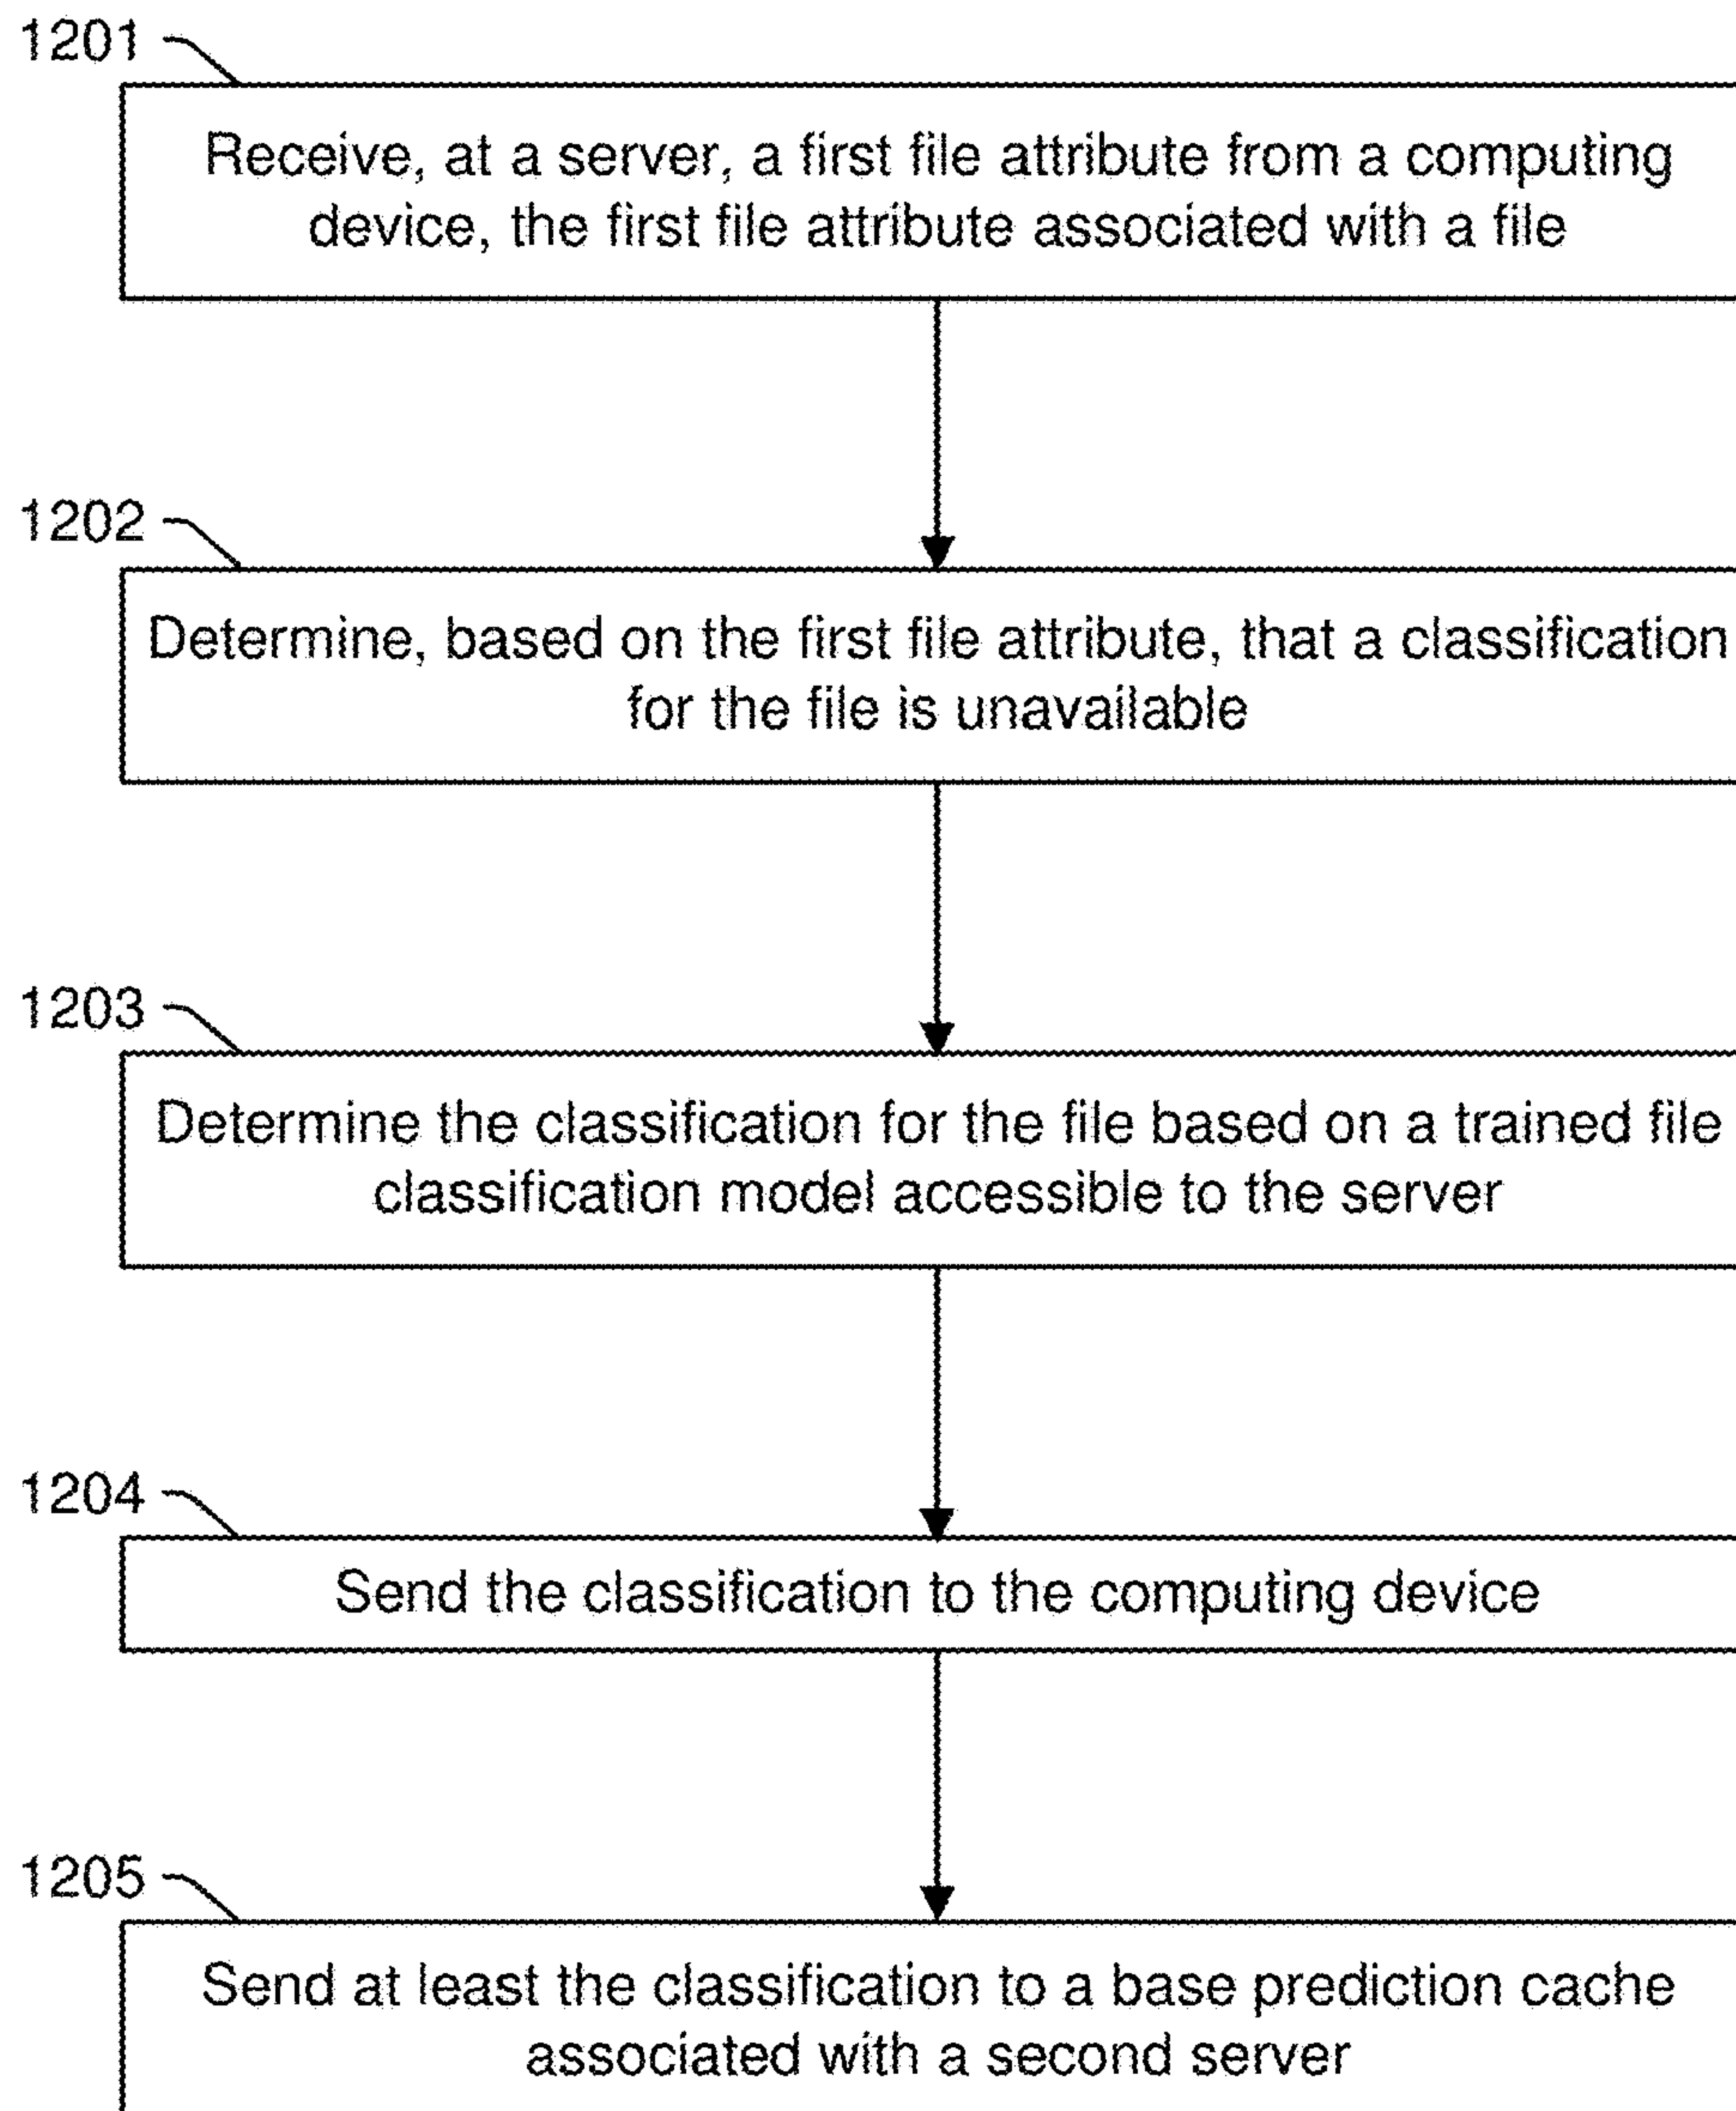 1201
Receive, at a server, a first file attribute from a computing
device, the first file attribute associated with a file
1202
Determine, based on the first file attribute, that a classification
for the file is unavailable
1203
Determine the classification for the file based on a trained file
classification model accessible to the server
1204
Send the classification to the computing device
1205
Send at least the classification to a base prediction cache
associated with a second server